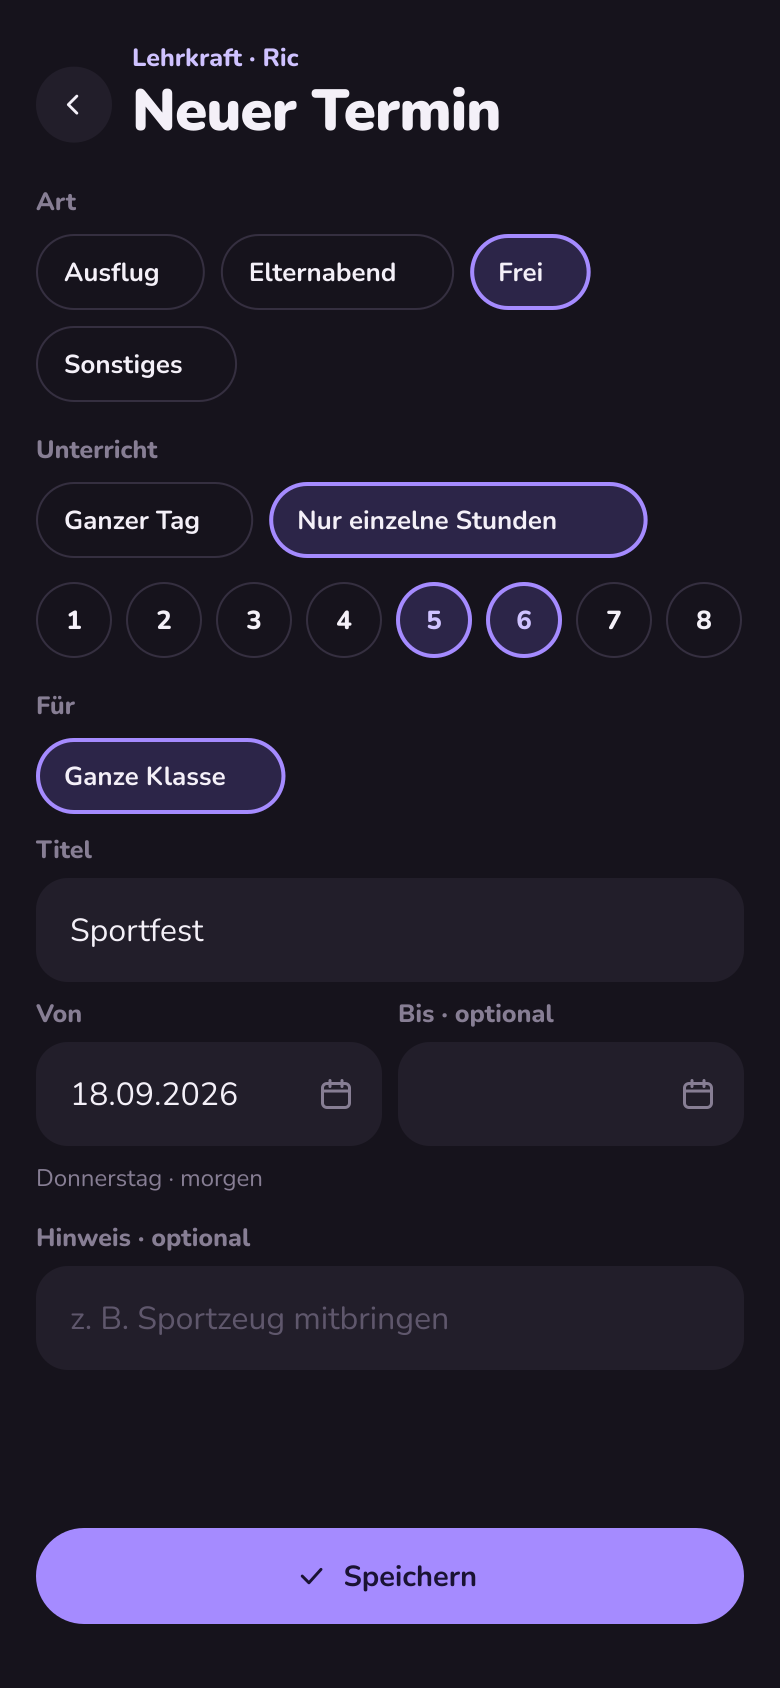 Lehrkraft · Ric
Neuer Termin
Art
Ausflug
Elternabend
Frei
Sonstiges
Unterricht
Ganzer Tag
Nur einzelne Stunden
1 2 3 4 5 6 7 8
Für
Ganze Klasse
Titel
Sportfest
Von
Bis · optional
18.09.2026
Donnerstag · morgen
Hinweis · optional
z. B. Sportzeug mitbringen
Speichern